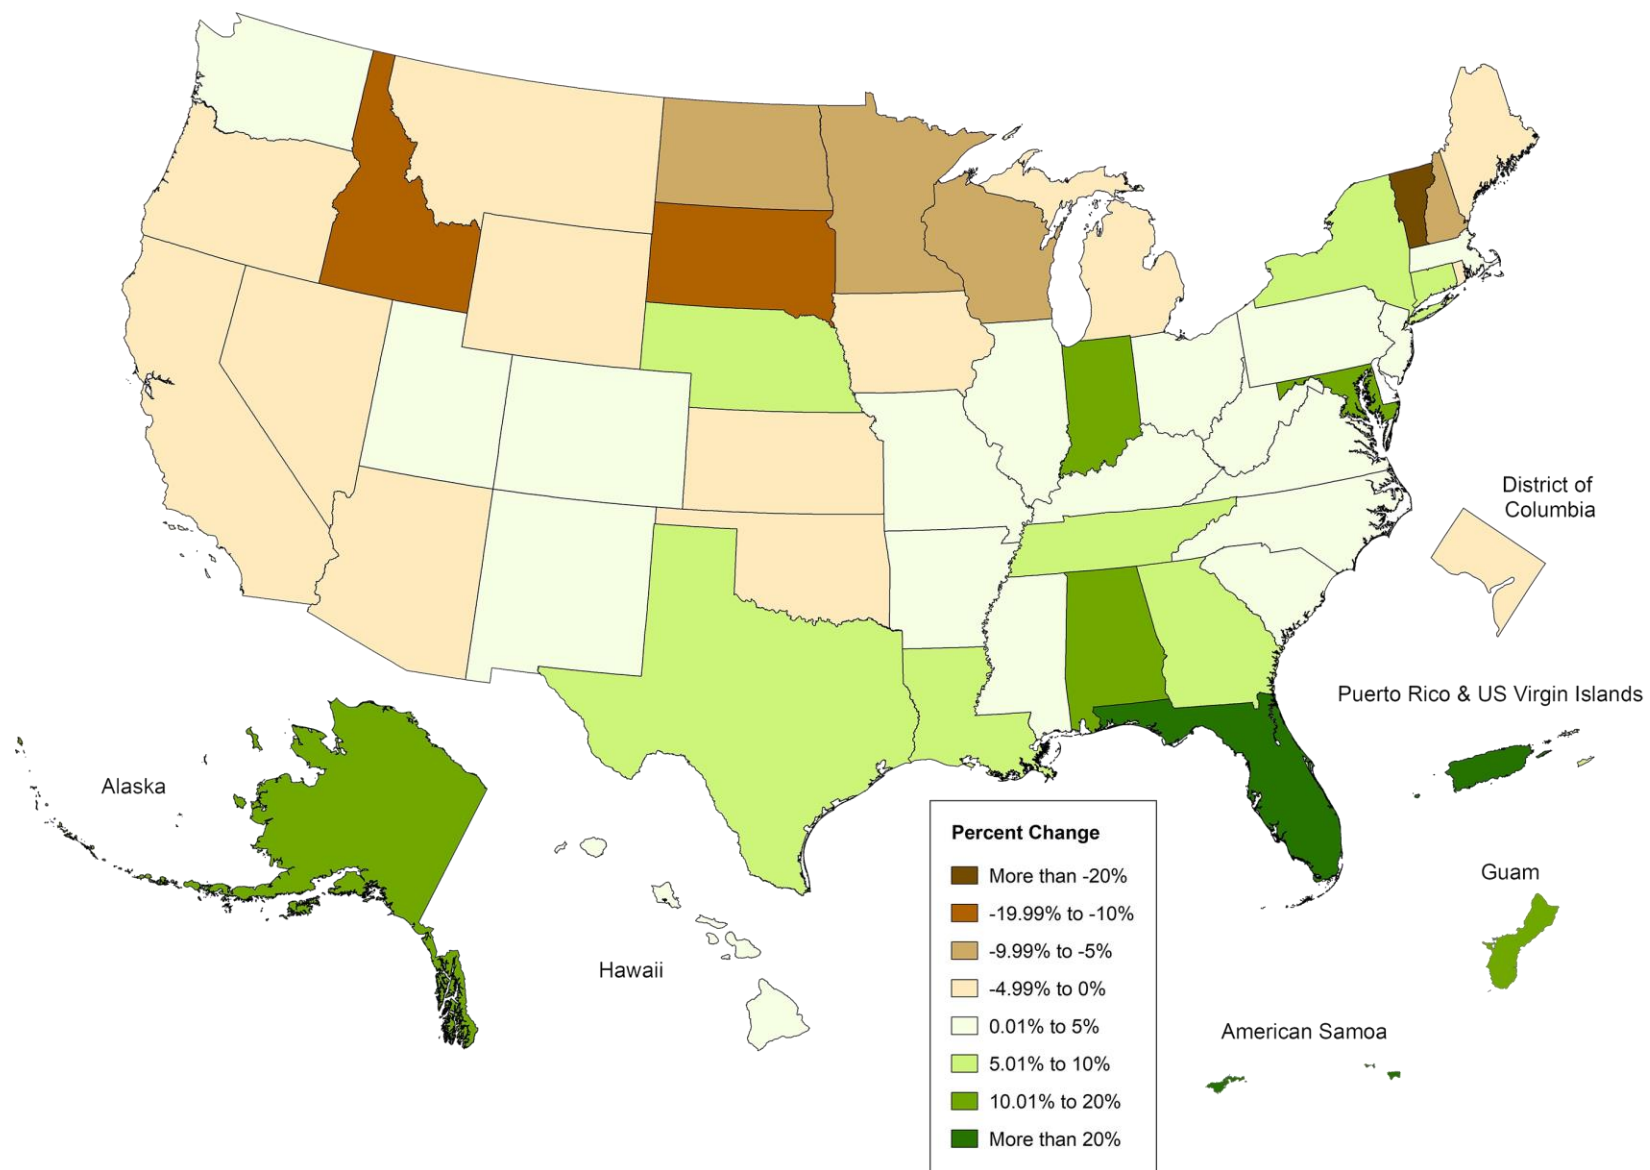 District of
Columbia
Puerto Rico & US Virgin Islands
Alaska
Guam
Hawaii
American Samoa
Percent Change
More than -20%
-19.99% to -10%
-9.99% to -5%
-4.99% to 0%
0.01% to 5%
5.01% to 10%
10.01% to 20%
More than 20%